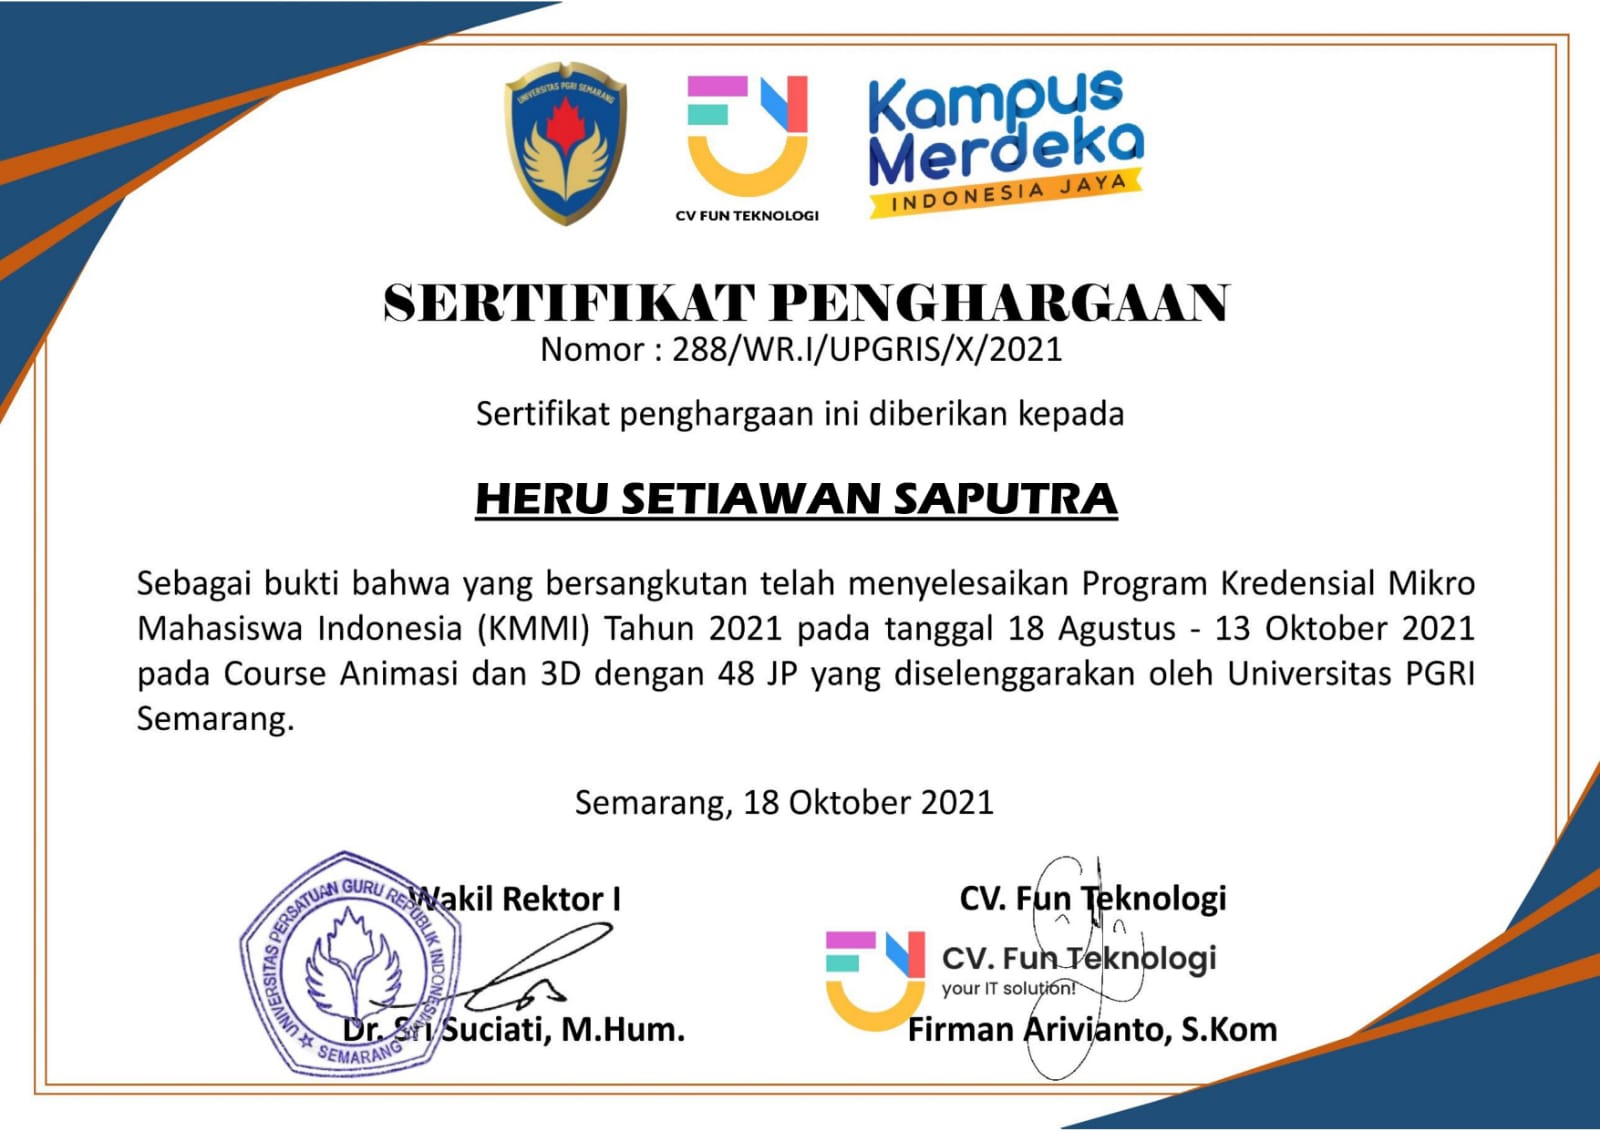 UNIVERSITAS PGRI SEMARANG
CV FUN TEKNOLOGI
Kampus
Merdeka
INDONESIA JAYA
SERTIFIKAT PENGHARGAAN
Nomor : 288/WR.I/UPGRIS/X/2021
Sertifikat penghargaan ini diberikan kepada
HERU SETIAWAN SAPUTRA
Sebagai bukti bahwa yang bersangkutan telah menyelesaikan Program Kredensial Mikro
Mahasiswa Indonesia (KMMI) Tahun 2021 pada tanggal 18 Agustus - 13 Oktober 2021
pada Course Animasi dan 3D dengan 48 JP yang diselenggarakan oleh Universitas PGRI
Semarang.
Semarang, 18 Oktober 2021
Wakil Rektor I
UNIVERSITAS PERSATUAN GURU REPUBLIK INDONESIA
SEMARANG
Dr. Sri Suciati, M.Hum.
CV. Fun Teknologi
CV. Fun Teknologi
your IT solution!
Firman Arivianto, S.Kom